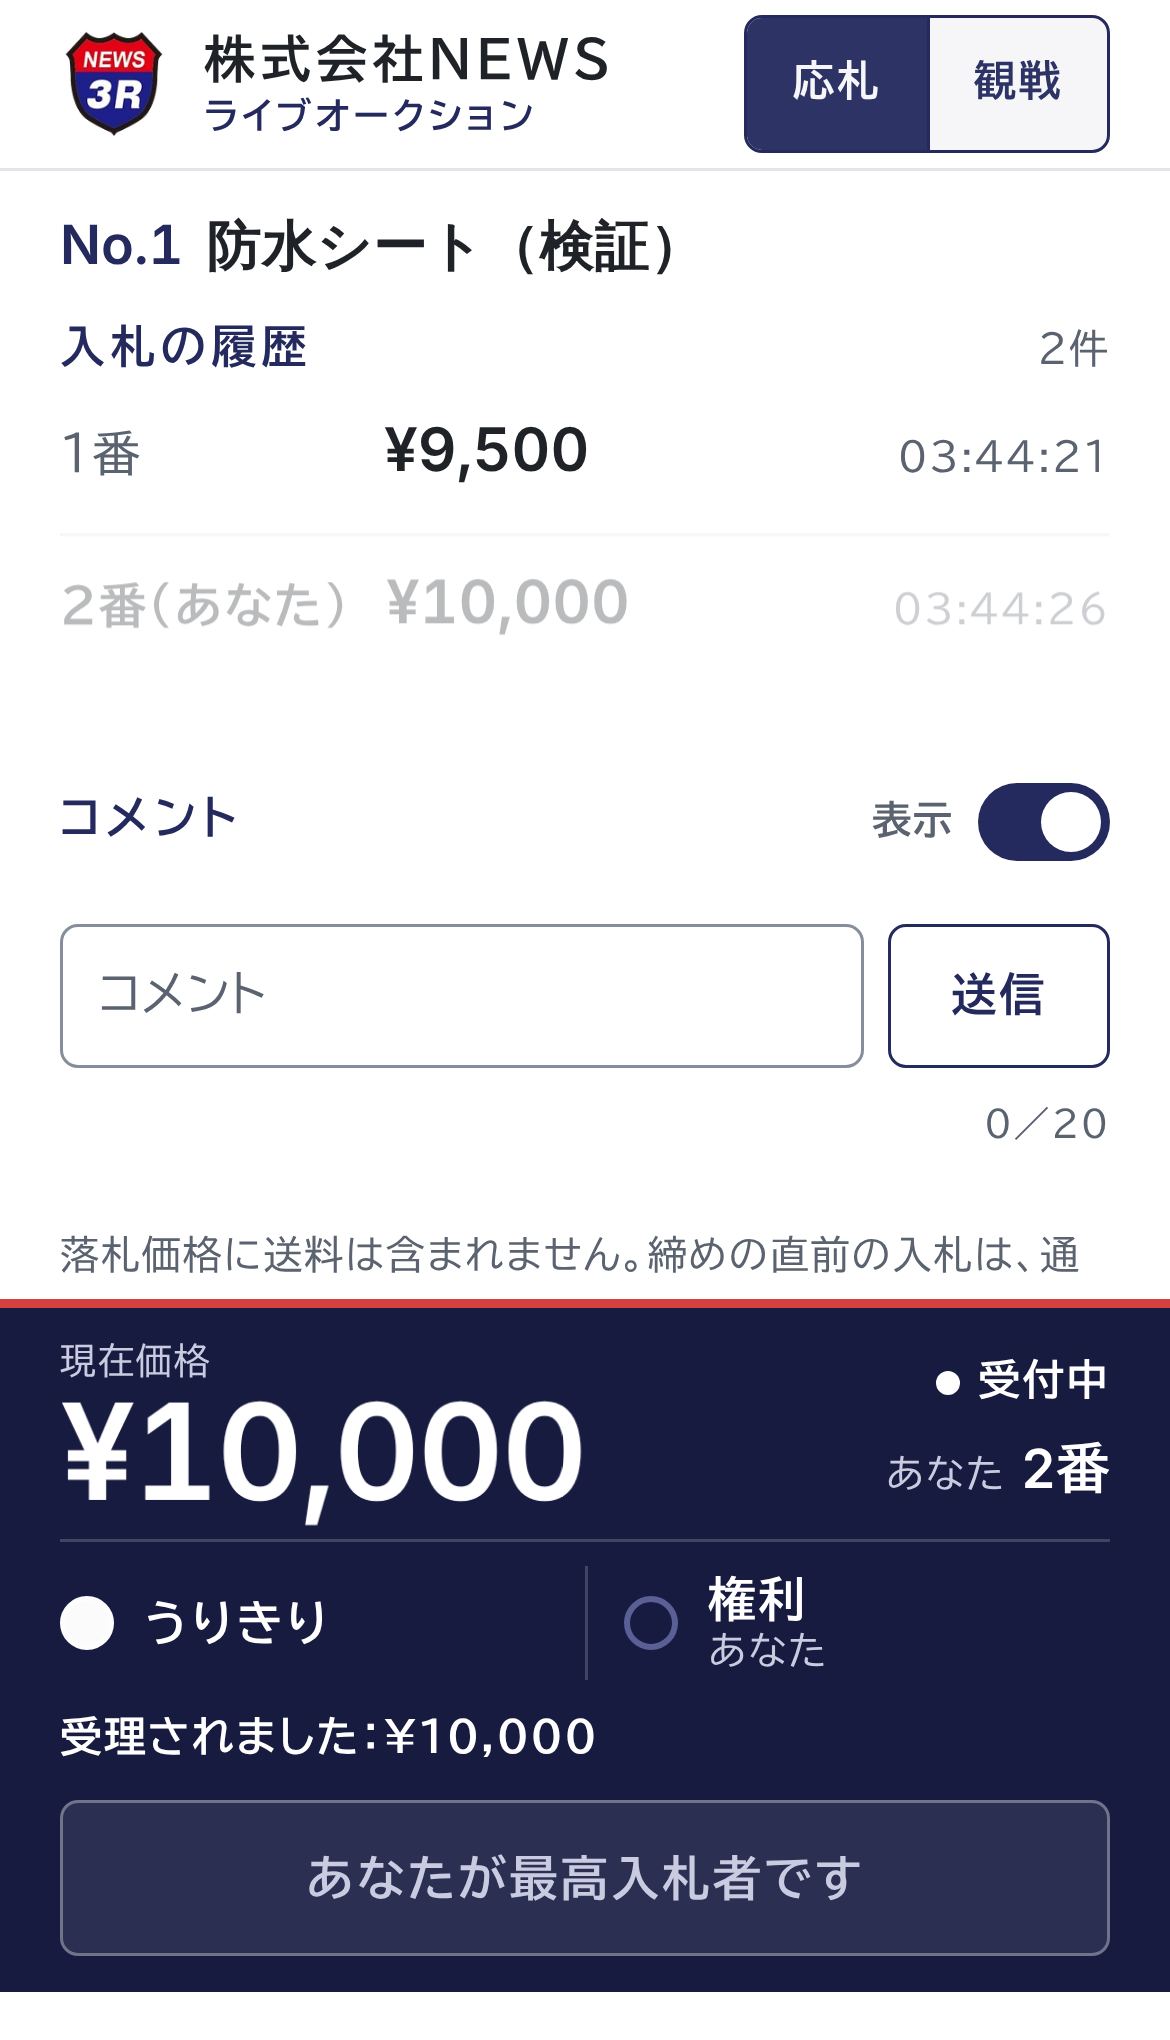 NEWS
3R
株式会社NEWS
ライブオークション
応札
観戦
No.1 防水シート（検証）
入札の履歴
2件
1番 ¥9,500 03:44:21
2番（あなた） ¥10,000 03:44:26
コメント
表示
コメント
送信
0／20
落札価格に送料は含まれません。締めの直前の入札は、通
現在価格
¥10,000
受付中
あなた 2番
うりきり
権利
あなた
受理されました：¥10,000
あなたが最高入札者です